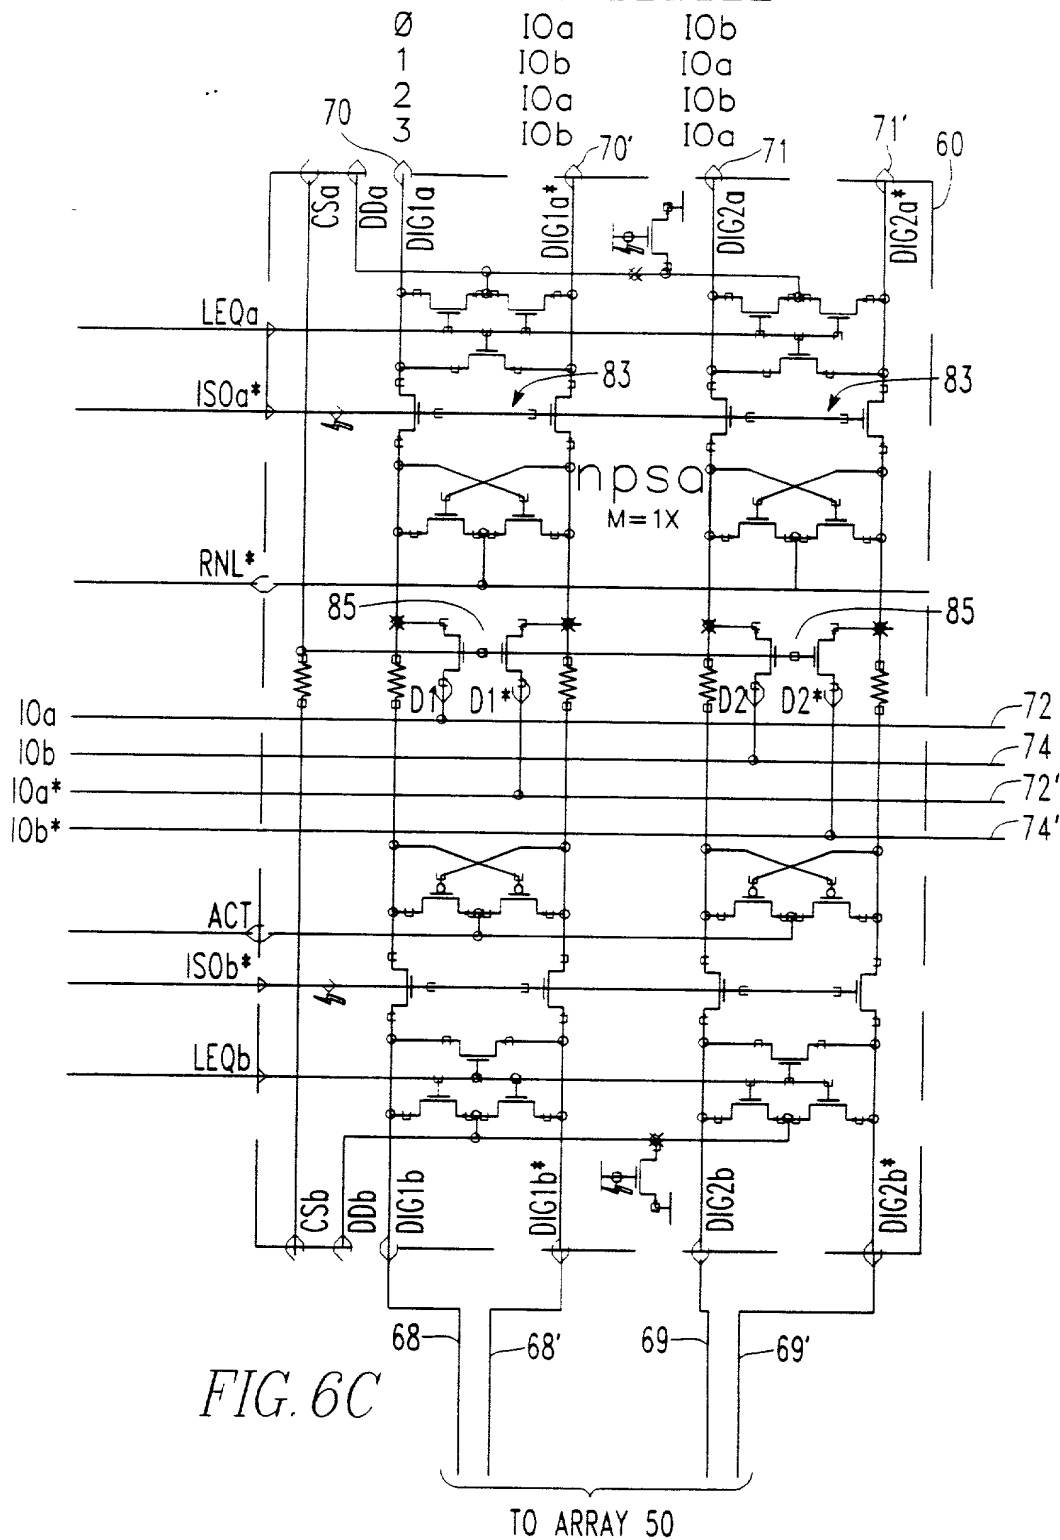 0 IOa IOb
1 IOb IOa
2 IOa IOb
3 IOb IOa
70 70' 71 71' 60
CSa DDa DIG1a DIG1a* DIG2a DIG2a*
LEQa
ISOa* 83 83
npsa
M=1X
RNL*
85 85
D1 D1* D2 D2*
IOa 72
IOb 74
IOa* 72'
IOb* 74'
ACT
ISOb*
LEQb
CSb DDb DIG1b DIG1b* DIG2b DIG2b*
68 68' 69 69'
FIG. 6C
TO ARRAY 50